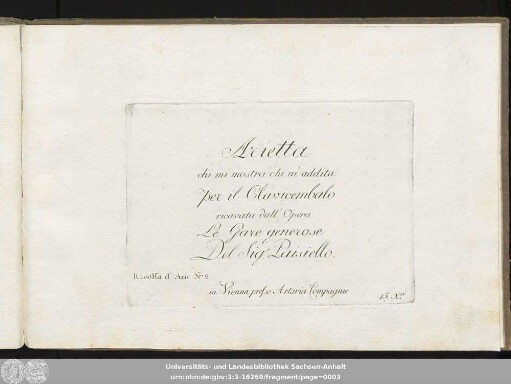 Arietta
chi mi mostra chi m'addita
per il Clavicembalo
ricavata dall Opera
Le Gare generose
Del Sig.r Paisiello.
Raccolta d'Arie N.o
in Vienna presso Artaria Compagnie
15. X.r
Universitäts- und Landesbibliothek Sachsen-Anhalt
urn:nbn:de:gbv:3:3-16269/fragment/page=0003